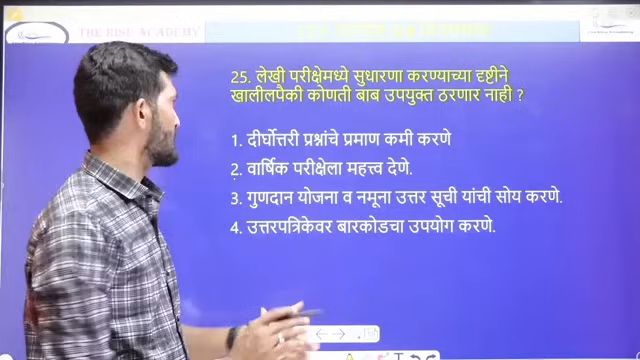 THE RISE ACADEMY
25. लेखी परीक्षेमध्ये सुधारणा करण्याच्या दृष्टीने
खालीलपैकी कोणती बाब उपयुक्त ठरणार नाही ?
1. दीर्घोत्तरी प्रश्नांचे प्रमाण कमी करणे
2. वार्षिक परीक्षेला महत्त्व देणे.
3. गुणदान योजना व नमूना उत्तर सूची यांची सोय करणे.
4. उत्तरपत्रिकेवर बारकोडचा उपयोग करणे.